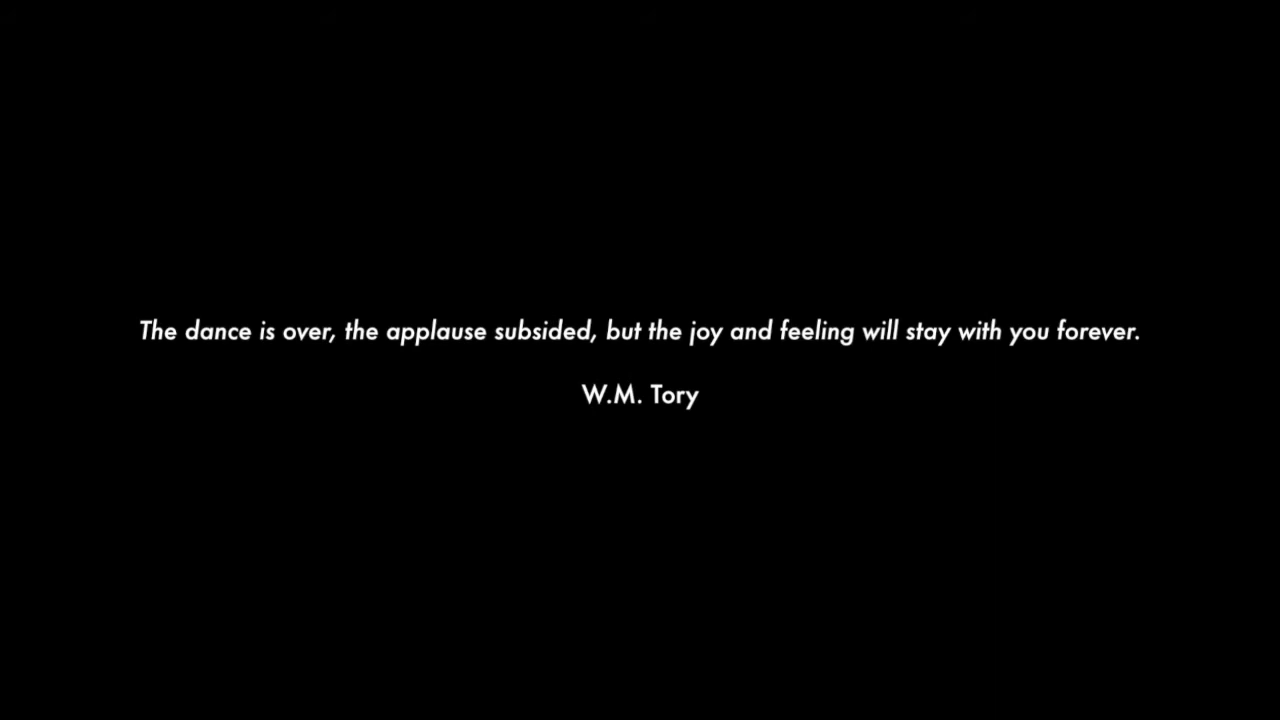 The dance is over, the applause subsided, but the joy and feeling will stay with you forever.
W.M. Tory